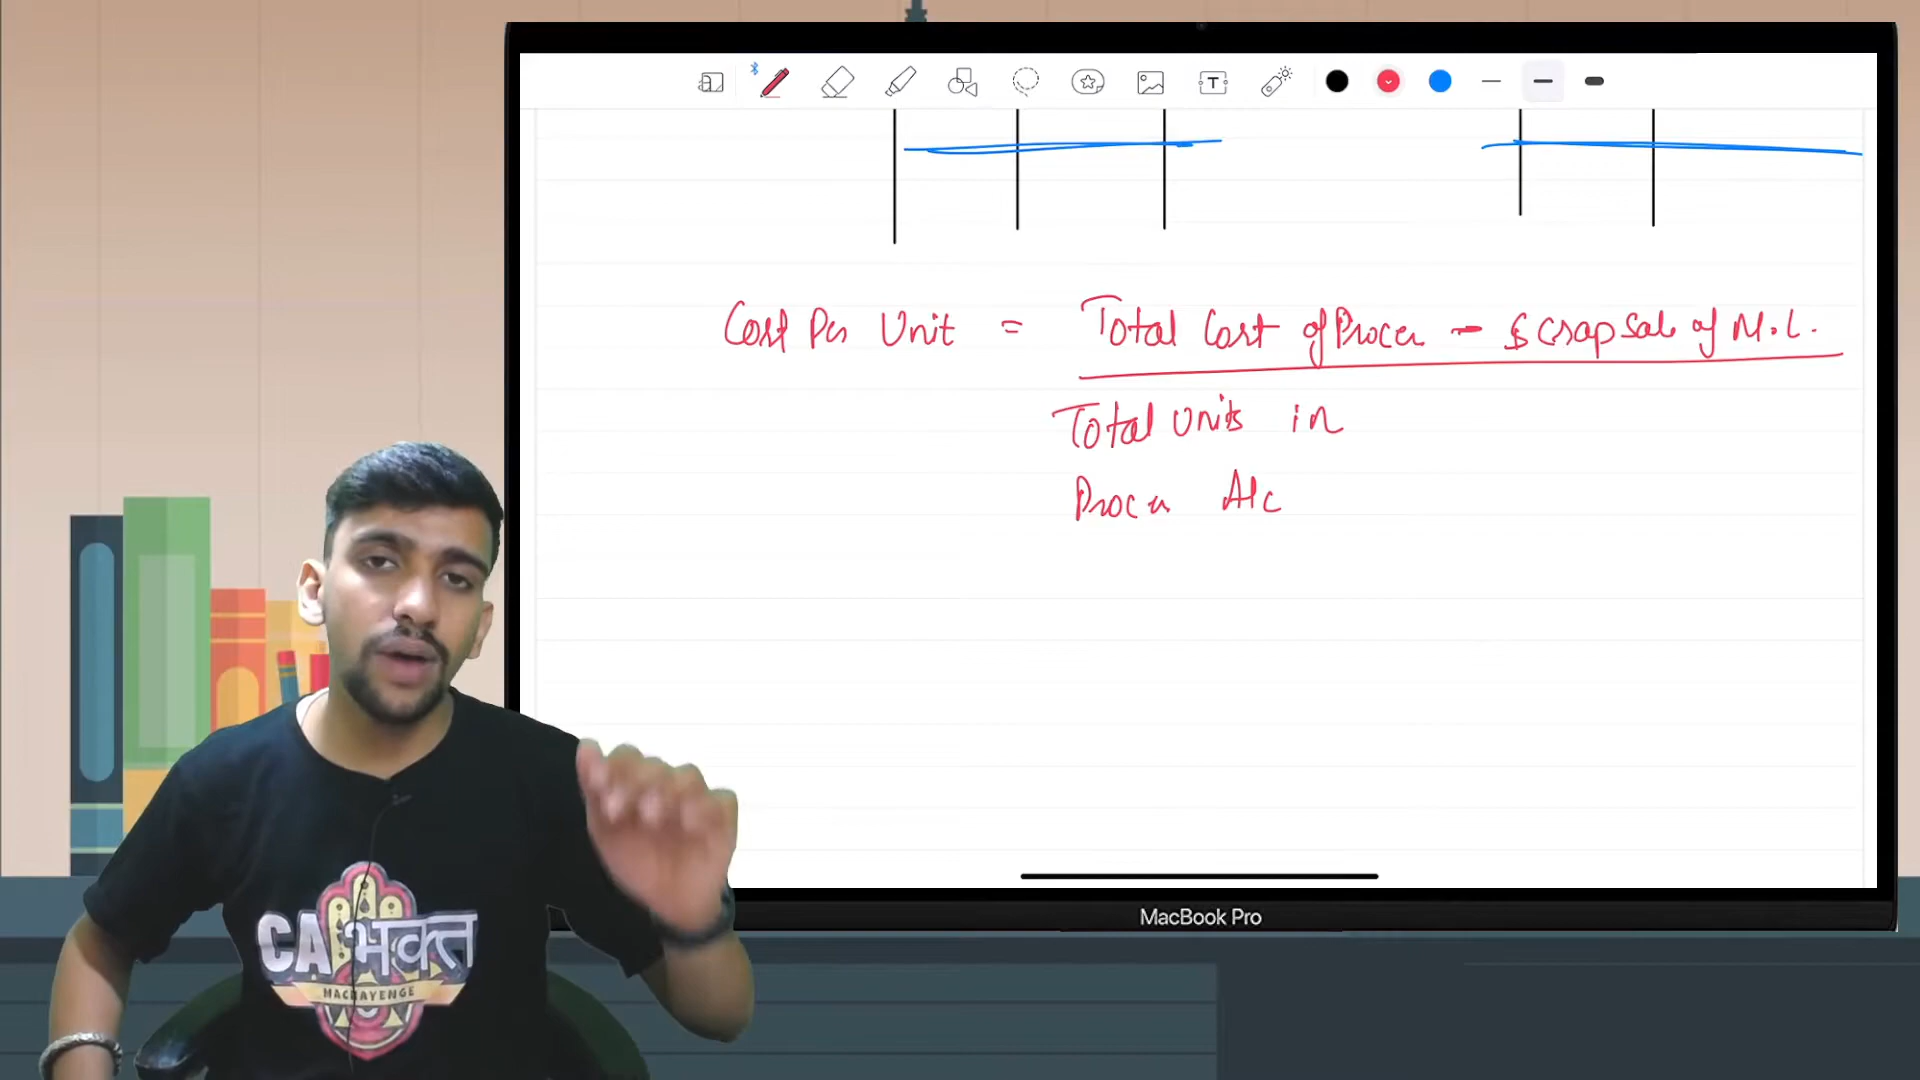 Cost Per Unit = Total Cost of Process - Scrap Sale of N.L.
Total Units in
Process A/c
CA भक्त
MACHAYENGE
MacBook Pro